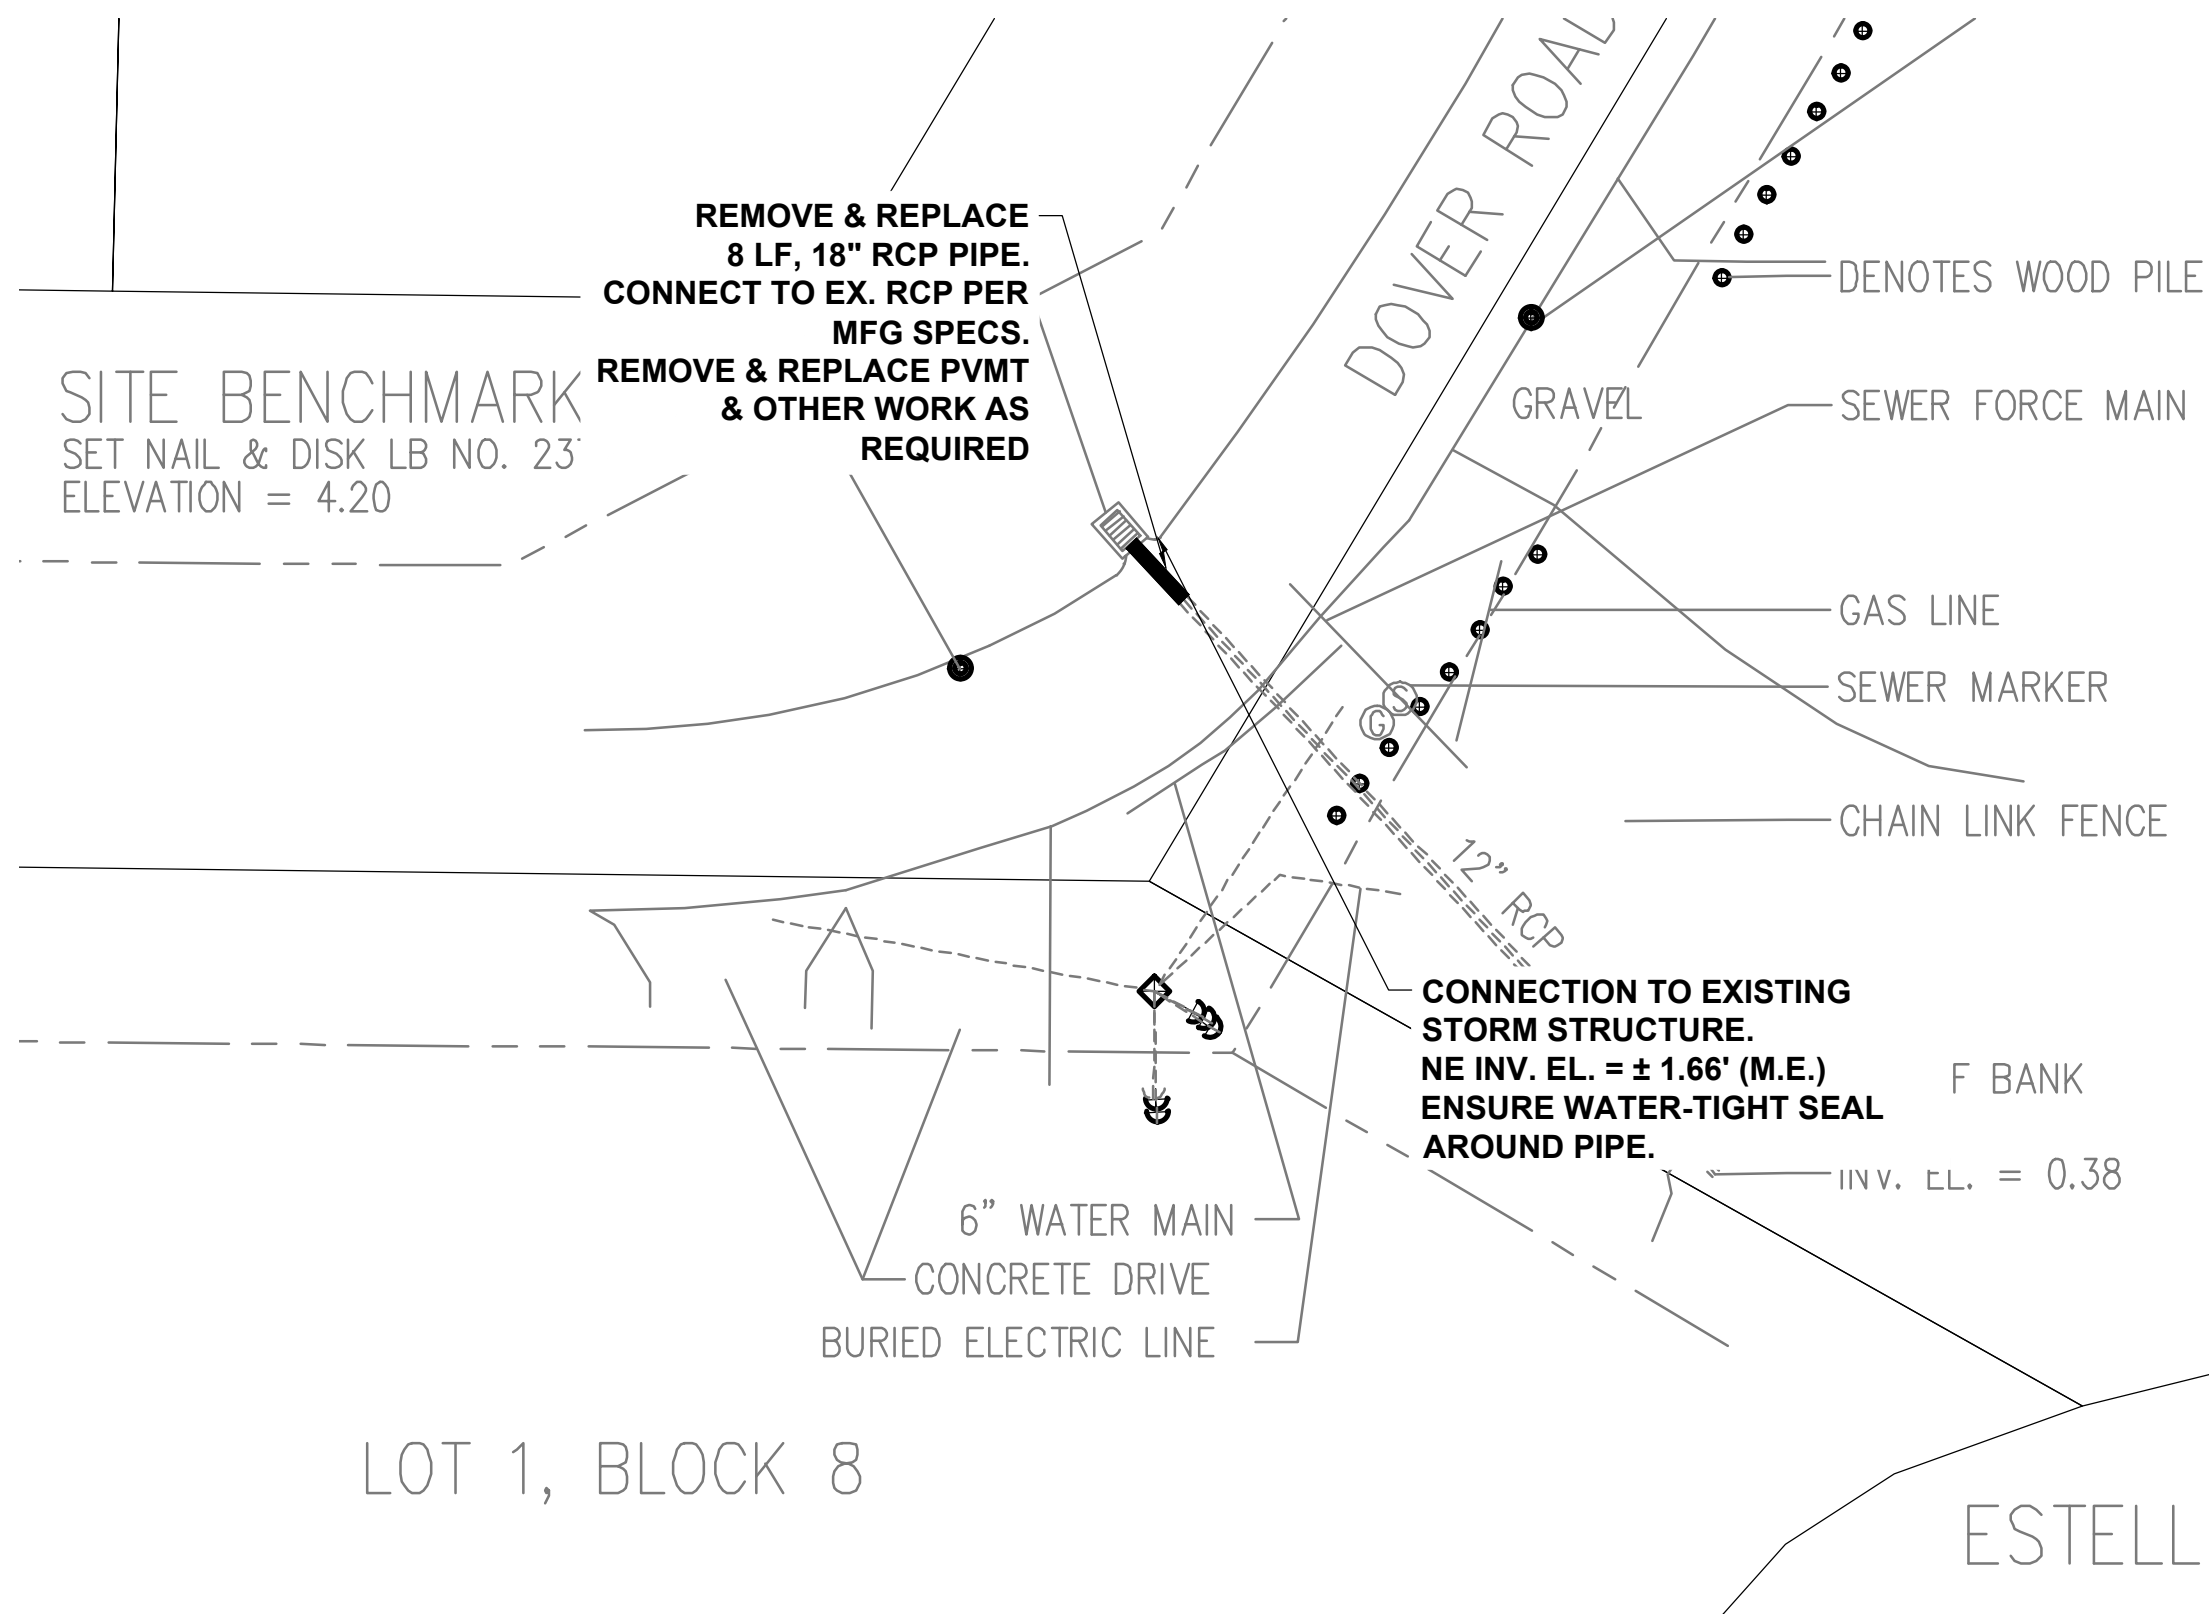 DOVER ROAD
REMOVE & REPLACE
8 LF, 18" RCP PIPE.
CONNECT TO EX. RCP PER
MFG SPECS.
REMOVE & REPLACE PVMT
& OTHER WORK AS
REQUIRED
SITE BENCHMARK
SET NAIL & DISK LB NO. 23
ELEVATION = 4.20
DENOTES WOOD PILE
GRAVEL
SEWER FORCE MAIN
GAS LINE
SEWER MARKER
S
G
CHAIN LINK FENCE
12" RCP
CONNECTION TO EXISTING
STORM STRUCTURE.
NE INV. EL. = ± 1.66' (M.E.)
ENSURE WATER-TIGHT SEAL
AROUND PIPE.
F BANK
INV. EL. = 0.38
6" WATER MAIN
CONCRETE DRIVE
BURIED ELECTRIC LINE
LOT 1, BLOCK 8
ESTELL